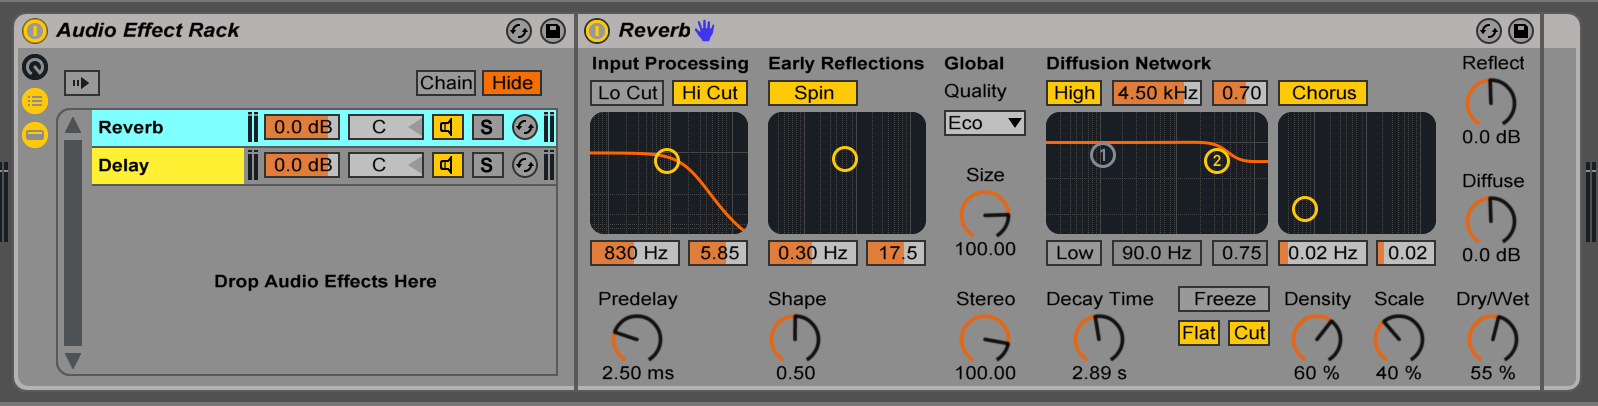 Audio Effect Rack
Chain Hide
Reverb 0.0 dB C S
Delay 0.0 dB C S
Drop Audio Effects Here
Reverb
Input Processing Early Reflections Global Diffusion Network Reflect
Lo Cut Hi Cut Spin Quality High 4.50 kHz 0.70 Chorus
Eco 0.0 dB
1 2
Size Diffuse
830 Hz 5.85 0.30 Hz 17.5 100.00 Low 90.0 Hz 0.75 0.02 Hz 0.02 0.0 dB
Predelay Shape Stereo Decay Time Freeze Density Scale Dry/Wet
Flat Cut
2.50 ms 0.50 100.00 2.89 s 60 % 40 % 55 %